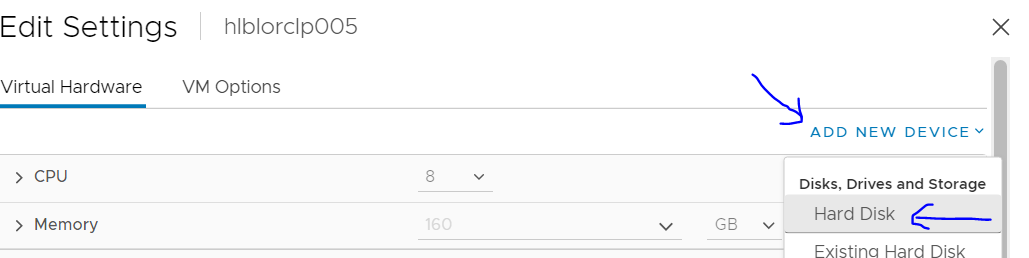 Edit Settings hlblorclp005
Virtual Hardware VM Options
ADD NEW DEVICE
CPU 8
Disks, Drives and Storage
Hard Disk
Memory 160 GB
Existing Hard Disk